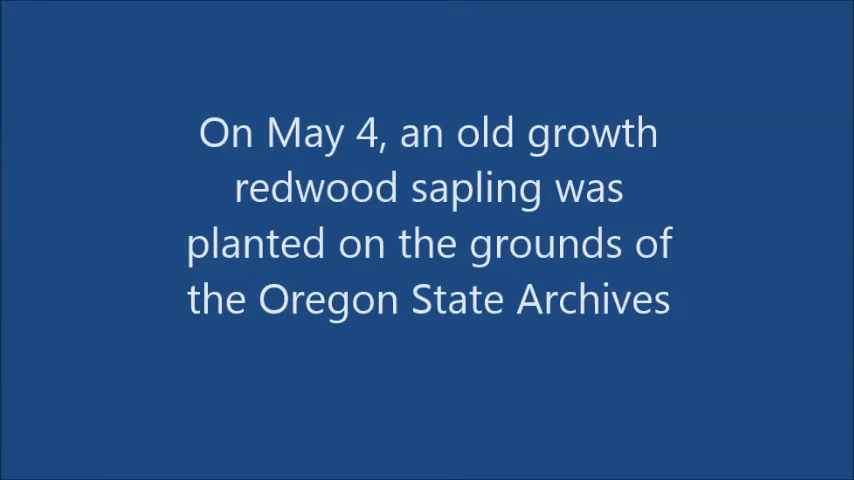 On May 4, an old growth
redwood sapling was
planted on the grounds of
the Oregon State Archives